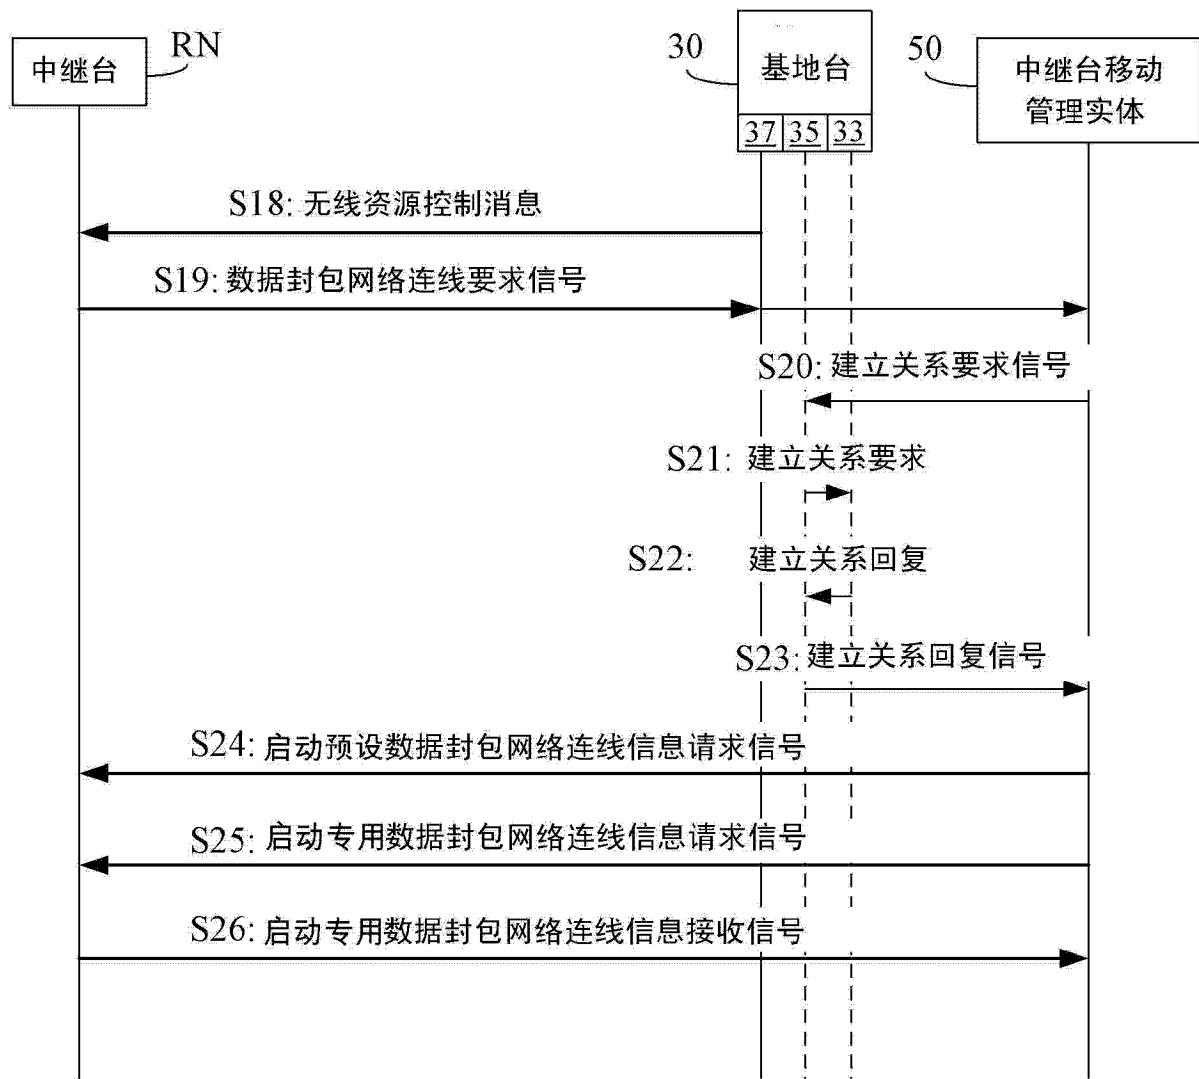 中继台
RN
30
基地台
37 35 33
50
中继台移动
管理实体
S18: 无线资源控制消息
S19: 数据封包网络连线要求信号
S20: 建立关系要求信号
S21: 建立关系要求
S22: 建立关系回复
S23: 建立关系回复信号
S24: 启动预设数据封包网络连线信息请求信号
S25: 启动专用数据封包网络连线信息请求信号
S26: 启动专用数据封包网络连线信息接收信号